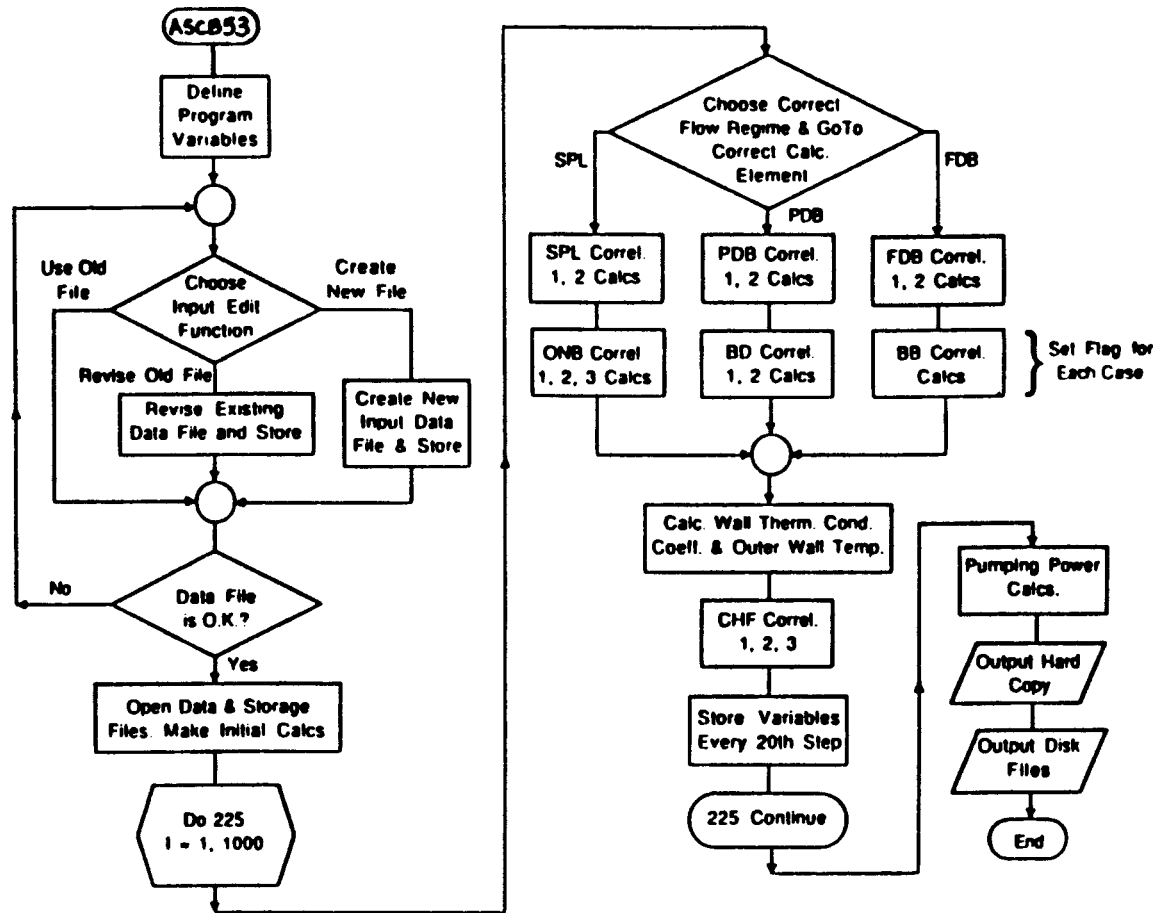 ASCB53
Define
Program
Variables
Use Old
File
Choose
Input Edit
Function
Create
New File
Revise Old File
Revise Existing
Data File and Store
Create New
Input Data
File & Store
No
Data File
is O.K.?
Yes
Open Data & Storage
Files. Make Initial Calcs
Do 225
I = 1, 1000
Choose Correct
Flow Regime & GoTo
Correct Calc.
Element
SPL
PDB
FDB
SPL Correl.
1, 2 Calcs
PDB Correl.
1, 2 Calcs
FDB Correl.
1, 2 Calcs
ONB Correl
1, 2, 3 Calcs
BD Correl.
1, 2 Calcs
BB Correl.
Calcs
Set Flag for
Each Case
Calc. Wall Therm. Cond.
Coeff. & Outer Wall Temp.
CHF Correl.
1, 2, 3
Store Variables
Every 20th Step
225 Continue
Pumping Power
Calcs.
Output Hard
Copy
Output Disk
Files
End